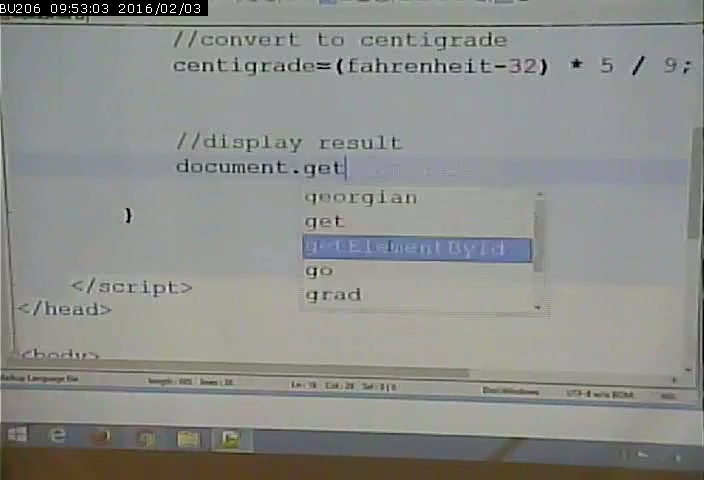 BU206 09:53:03 2016/02/03
//convert to centigrade
centigrade=(fahrenheit-32) * 5 / 9;
//display result
document.get
georgian
get
getElementById
go
grad
}
</script>
</head>
<body>